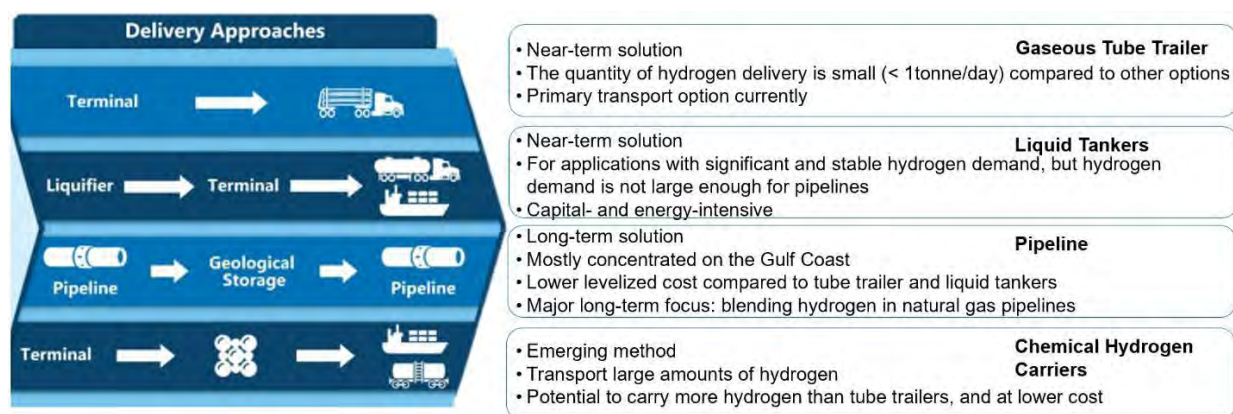 Delivery Approaches
Terminal
Liquifier
Terminal
Pipeline
Geological
Storage
Pipeline
Terminal
Gaseous Tube Trailer
• Near-term solution
• The quantity of hydrogen delivery is small (< 1tonne/day) compared to other options
• Primary transport option currently
Liquid Tankers
• Near-term solution
• For applications with significant and stable hydrogen demand, but hydrogen
demand is not large enough for pipelines
• Capital- and energy-intensive
Pipeline
• Long-term solution
• Mostly concentrated on the Gulf Coast
• Lower levelized cost compared to tube trailer and liquid tankers
• Major long-term focus: blending hydrogen in natural gas pipelines
Chemical Hydrogen
Carriers
• Emerging method
• Transport large amounts of hydrogen
• Potential to carry more hydrogen than tube trailers, and at lower cost